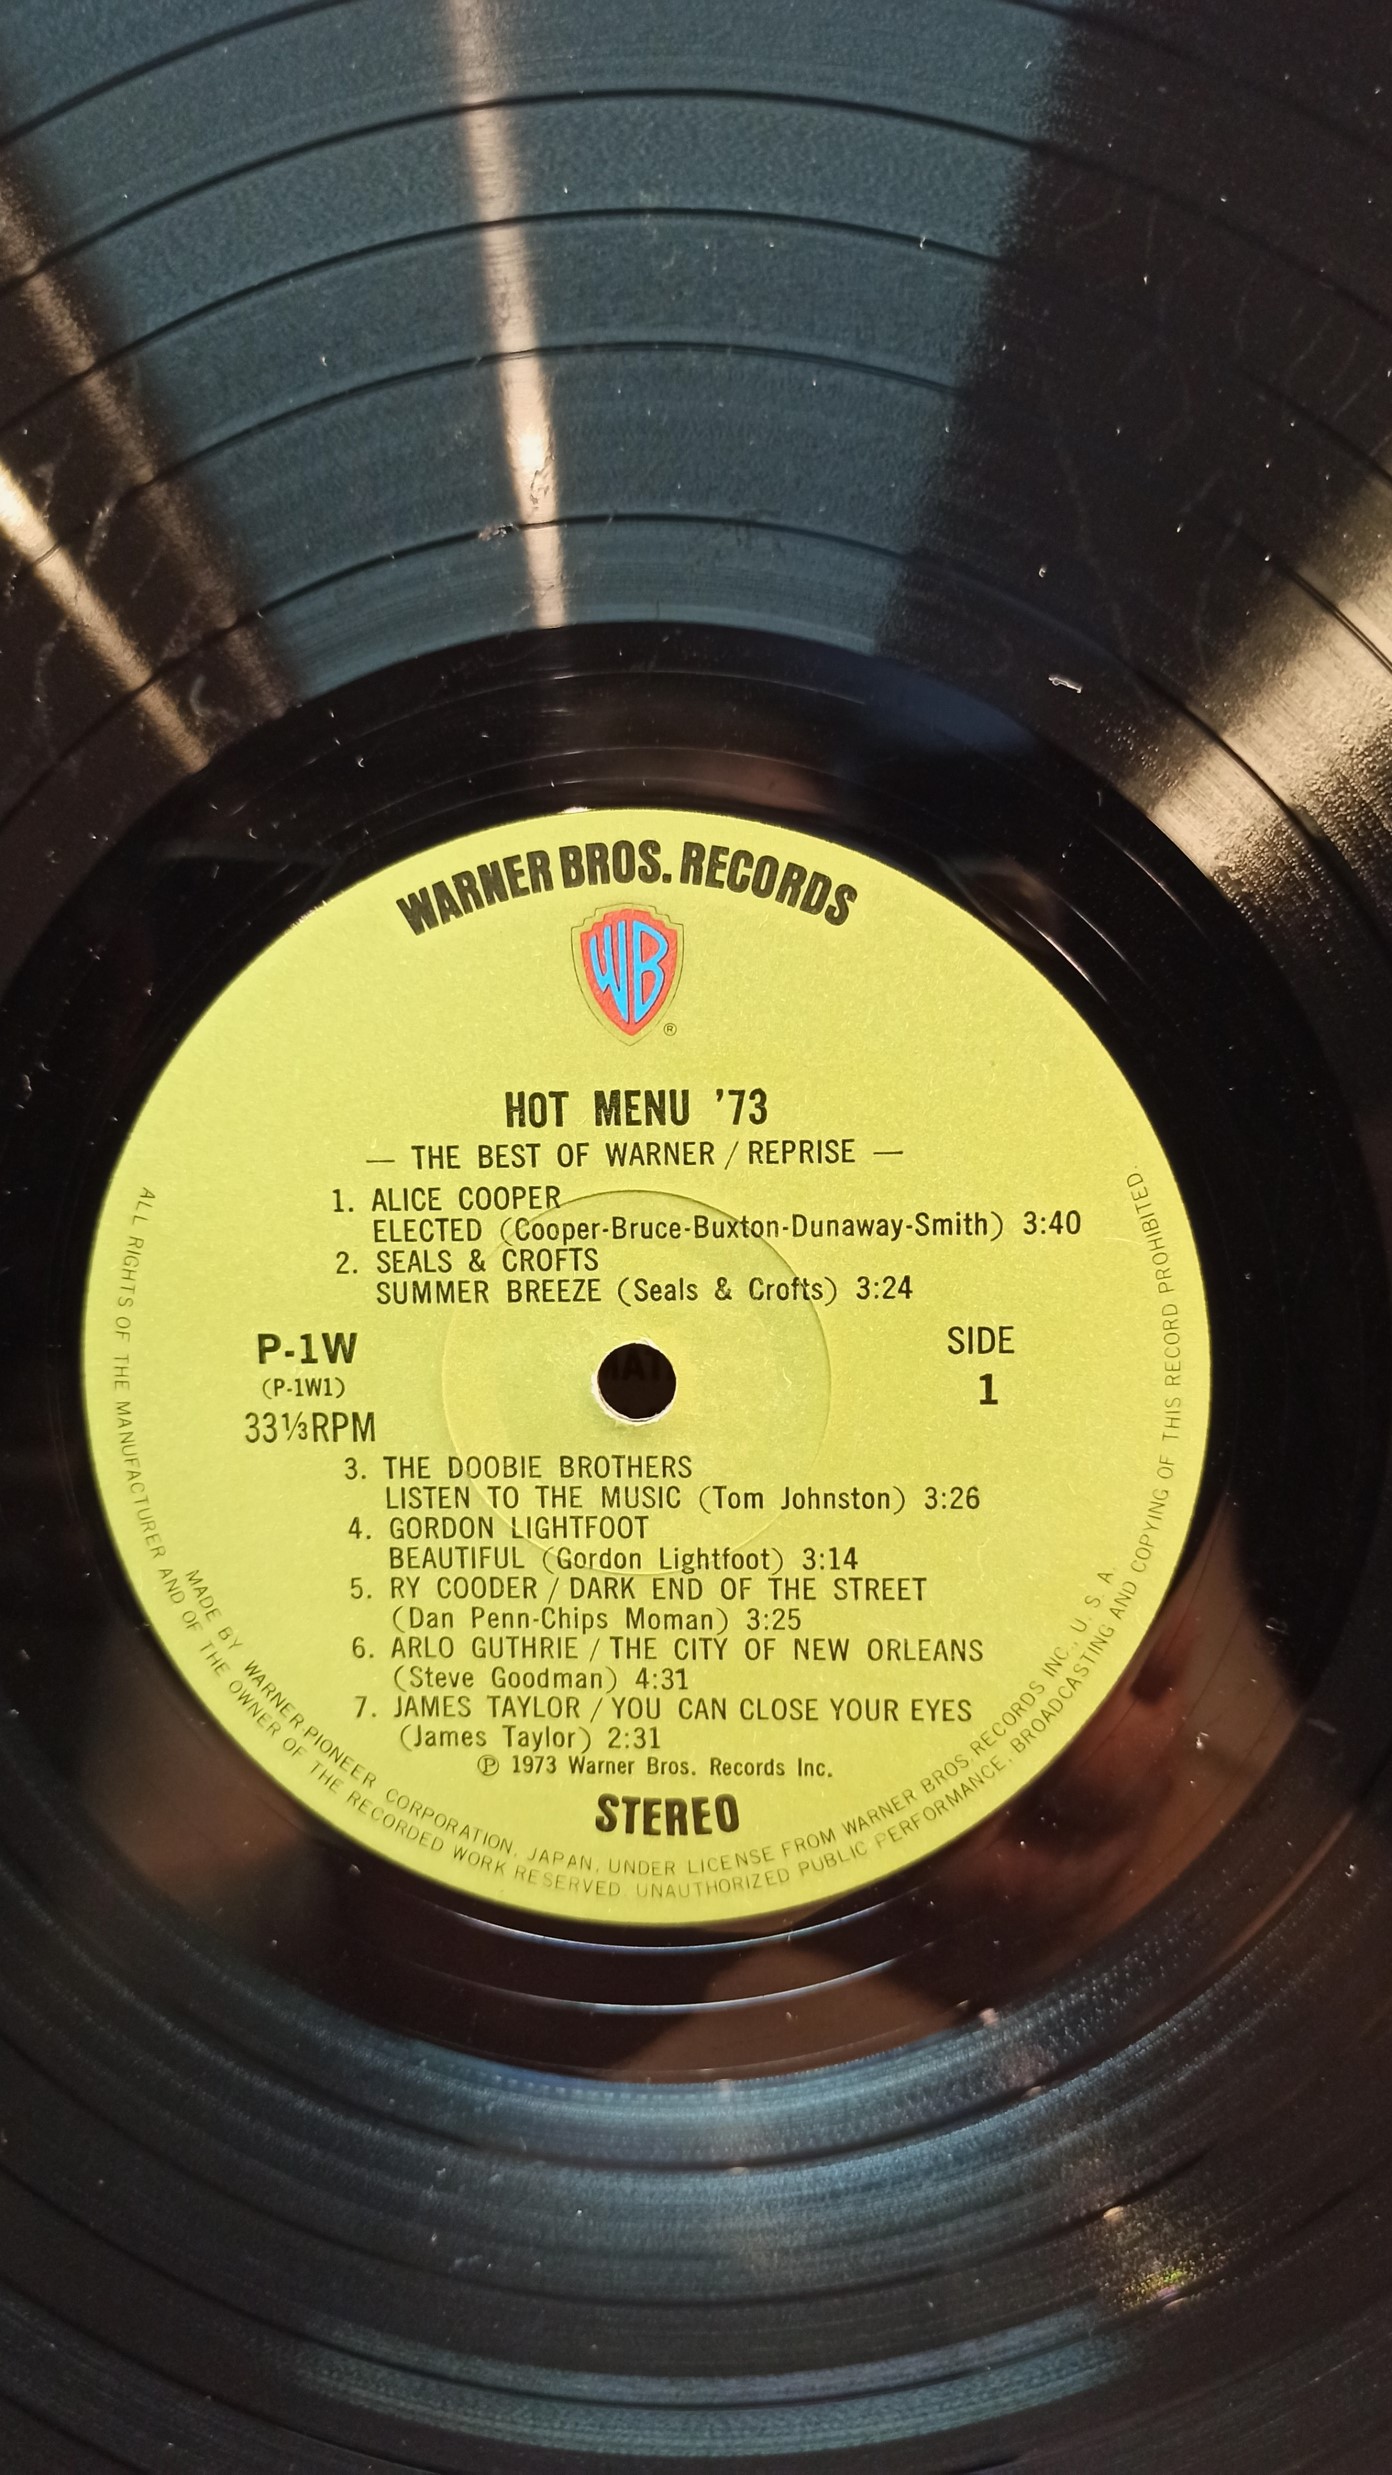 WARNER BROS. RECORDS
WB
®
HOT MENU '73
— THE BEST OF WARNER / REPRISE —
1. ALICE COOPER
ELECTED (Cooper-Bruce-Buxton-Dunaway-Smith) 3:40
2. SEALS & CROFTS
SUMMER BREEZE (Seals & Crofts) 3:24
P-1W
(P-1W1)
33⅓RPM
SIDE
1
3. THE DOOBIE BROTHERS
LISTEN TO THE MUSIC (Tom Johnston) 3:26
4. GORDON LIGHTFOOT
BEAUTIFUL (Gordon Lightfoot) 3:14
5. RY COODER / DARK END OF THE STREET
(Dan Penn-Chips Moman) 3:25
6. ARLO GUTHRIE / THE CITY OF NEW ORLEANS
(Steve Goodman) 4:31
7. JAMES TAYLOR / YOU CAN CLOSE YOUR EYES
(James Taylor) 2:31
℗ 1973 Warner Bros. Records Inc.
STEREO
MADE BY WARNER-PIONEER CORPORATION, JAPAN, UNDER LICENSE FROM WARNER BROS. RECORDS INC., U. S. A.
ALL RIGHTS OF THE MANUFACTURER AND OF THE OWNER OF THE RECORDED WORK RESERVED. UNAUTHORIZED PUBLIC PERFORMANCE, BROADCASTING AND COPYING OF THIS RECORD PROHIBITED.